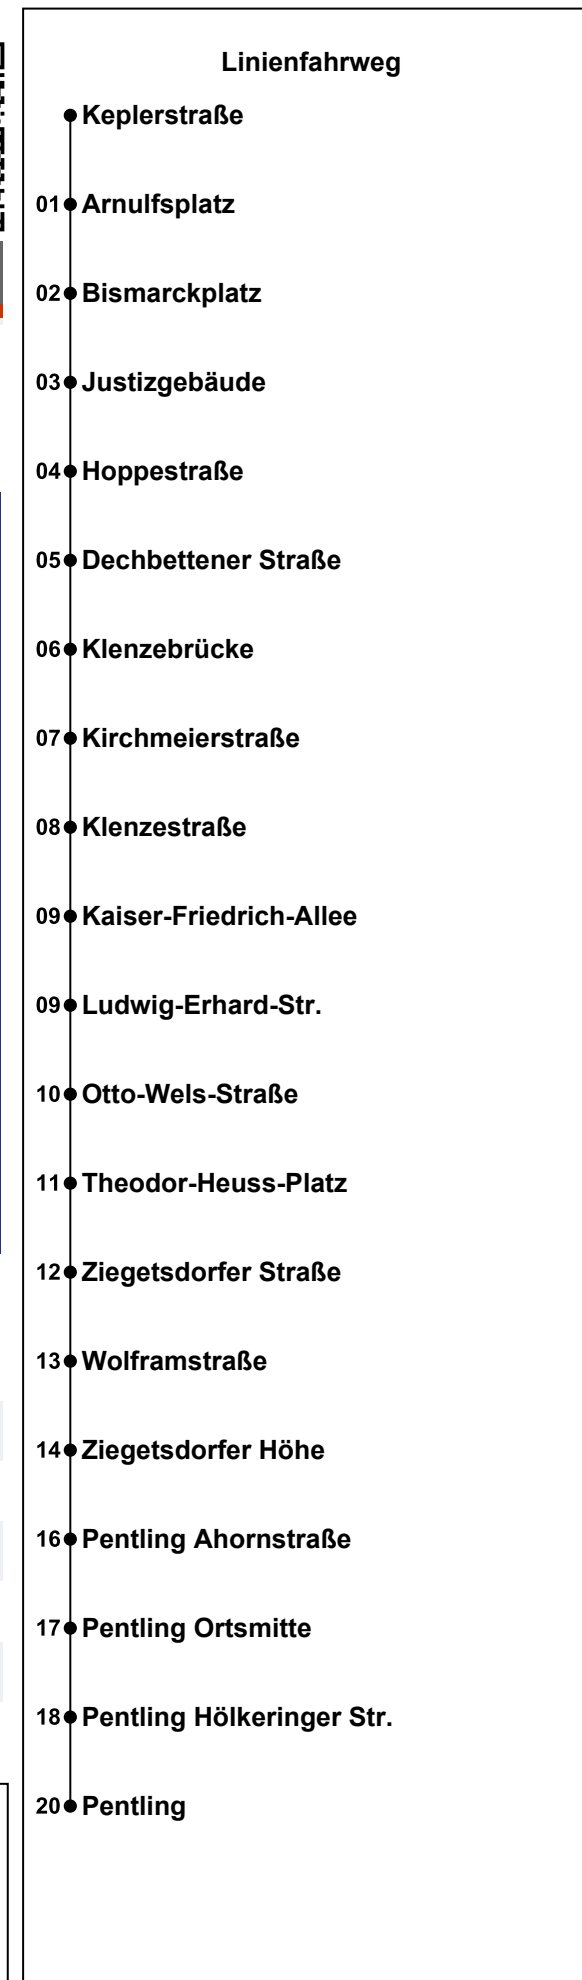 Linienfahrweg
Keplerstraße
01 Arnulfsplatz
02 Bismarckplatz
03 Justizgebäude
04 Hoppestraße
05 Dechbettener Straße
06 Klenzebrücke
07 Kirchmeierstraße
08 Klenzestraße
09 Kaiser-Friedrich-Allee
09 Ludwig-Erhard-Str.
10 Otto-Wels-Straße
11 Theodor-Heuss-Platz
12 Ziegetsdorfer Straße
13 Wolframstraße
14 Ziegetsdorfer Höhe
16 Pentling Ahornstraße
17 Pentling Ortsmitte
18 Pentling Hölkeringer Str.
20 Pentling